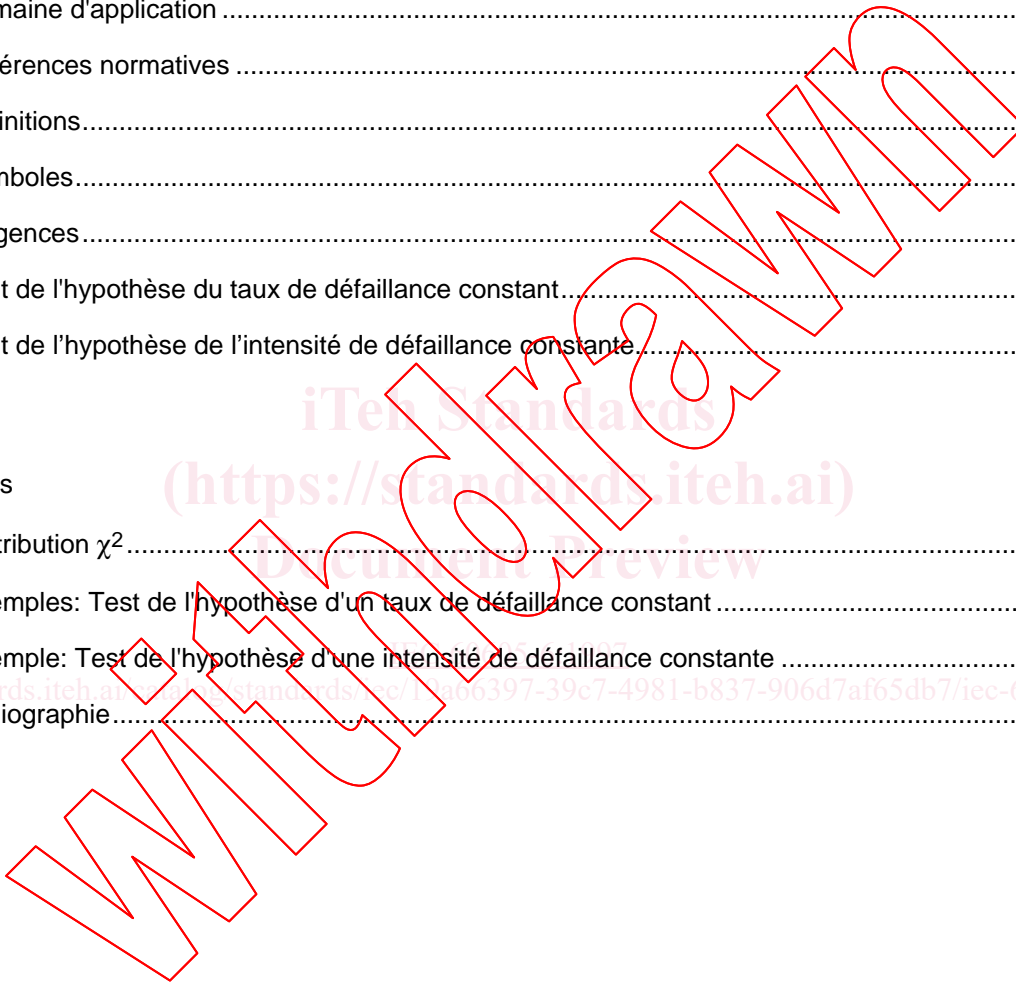 maine d'application ........................................................................................................................
érences normatives ........................................................................................................................
initions........................................................................................................................
mboles........................................................................................................................
gences........................................................................................................................
t de l'hypothèse du taux de défaillance constant........................................................................
t de l’hypothèse de l’intensité de défaillance constante................................................................
iTeh Standards
(https://standards.iteh.ai)
s
Document Preview
tribution χ2........................................................................................................................
emples: Test de l'hypothèse d'un taux de défaillance constant ................................................
emple: Test de l'hypothèse d'une intensité de défaillance constante ........................................
rds.iteh.ai/catalog/standards/iec/19a66397-39c7-4981-b837-906d7af65db7/iec-6
liographie........................................................................................................................
withdrawn